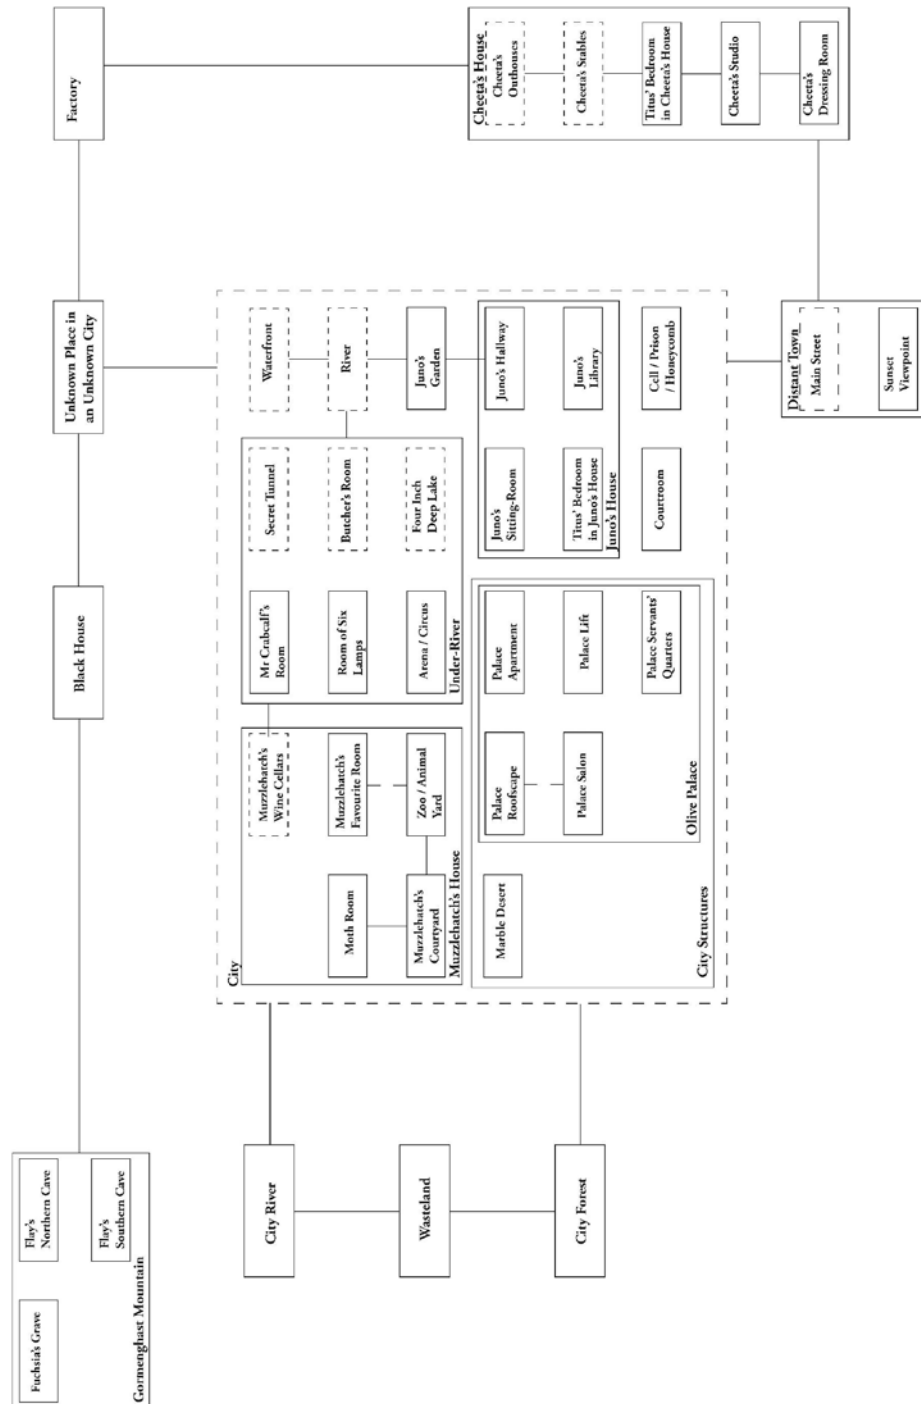 Fuchsia's Grave
Flay's
Northern Cave
Flay's
Southern Cave
Gormenghast Mountain
Black House
Unknown Place in
an Unknown City
Factory
City River
Wasteland
City Forest
City
Muzzlehatch's
Wine Cellars
Moth Room
Muzzlehatch's
Favourite Room
Muzzlehatch's
Courtyard
Zoo / Animal
Yard
Muzzlehatch's House
Mr Crabcalf's
Room
Secret Tunnel
Room of Six
Lamps
Butcher's Room
Arena / Circus
Four Inch
Deep Lake
Under-River
Waterfront
River
Juno's
Garden
Marble Desert
Palace
Roofscape
Palace
Apartment
Palace Salon
Palace Lift
Palace Servants'
Quarters
Olive Palace
City Structures
Juno's
Sitting-Room
Juno's Hallway
Titus' Bedroom
in Juno's House
Juno's
Library
Juno's House
Courtroom
Cell / Prison
/ Honeycomb
Distant Town
Main Street
Sunset
Viewpoint
Cheeta's House
Cheeta's
Outhouses
Cheeta's Stables
Titus' Bedroom
in Cheeta's House
Cheeta's Studio
Cheeta's
Dressing Room